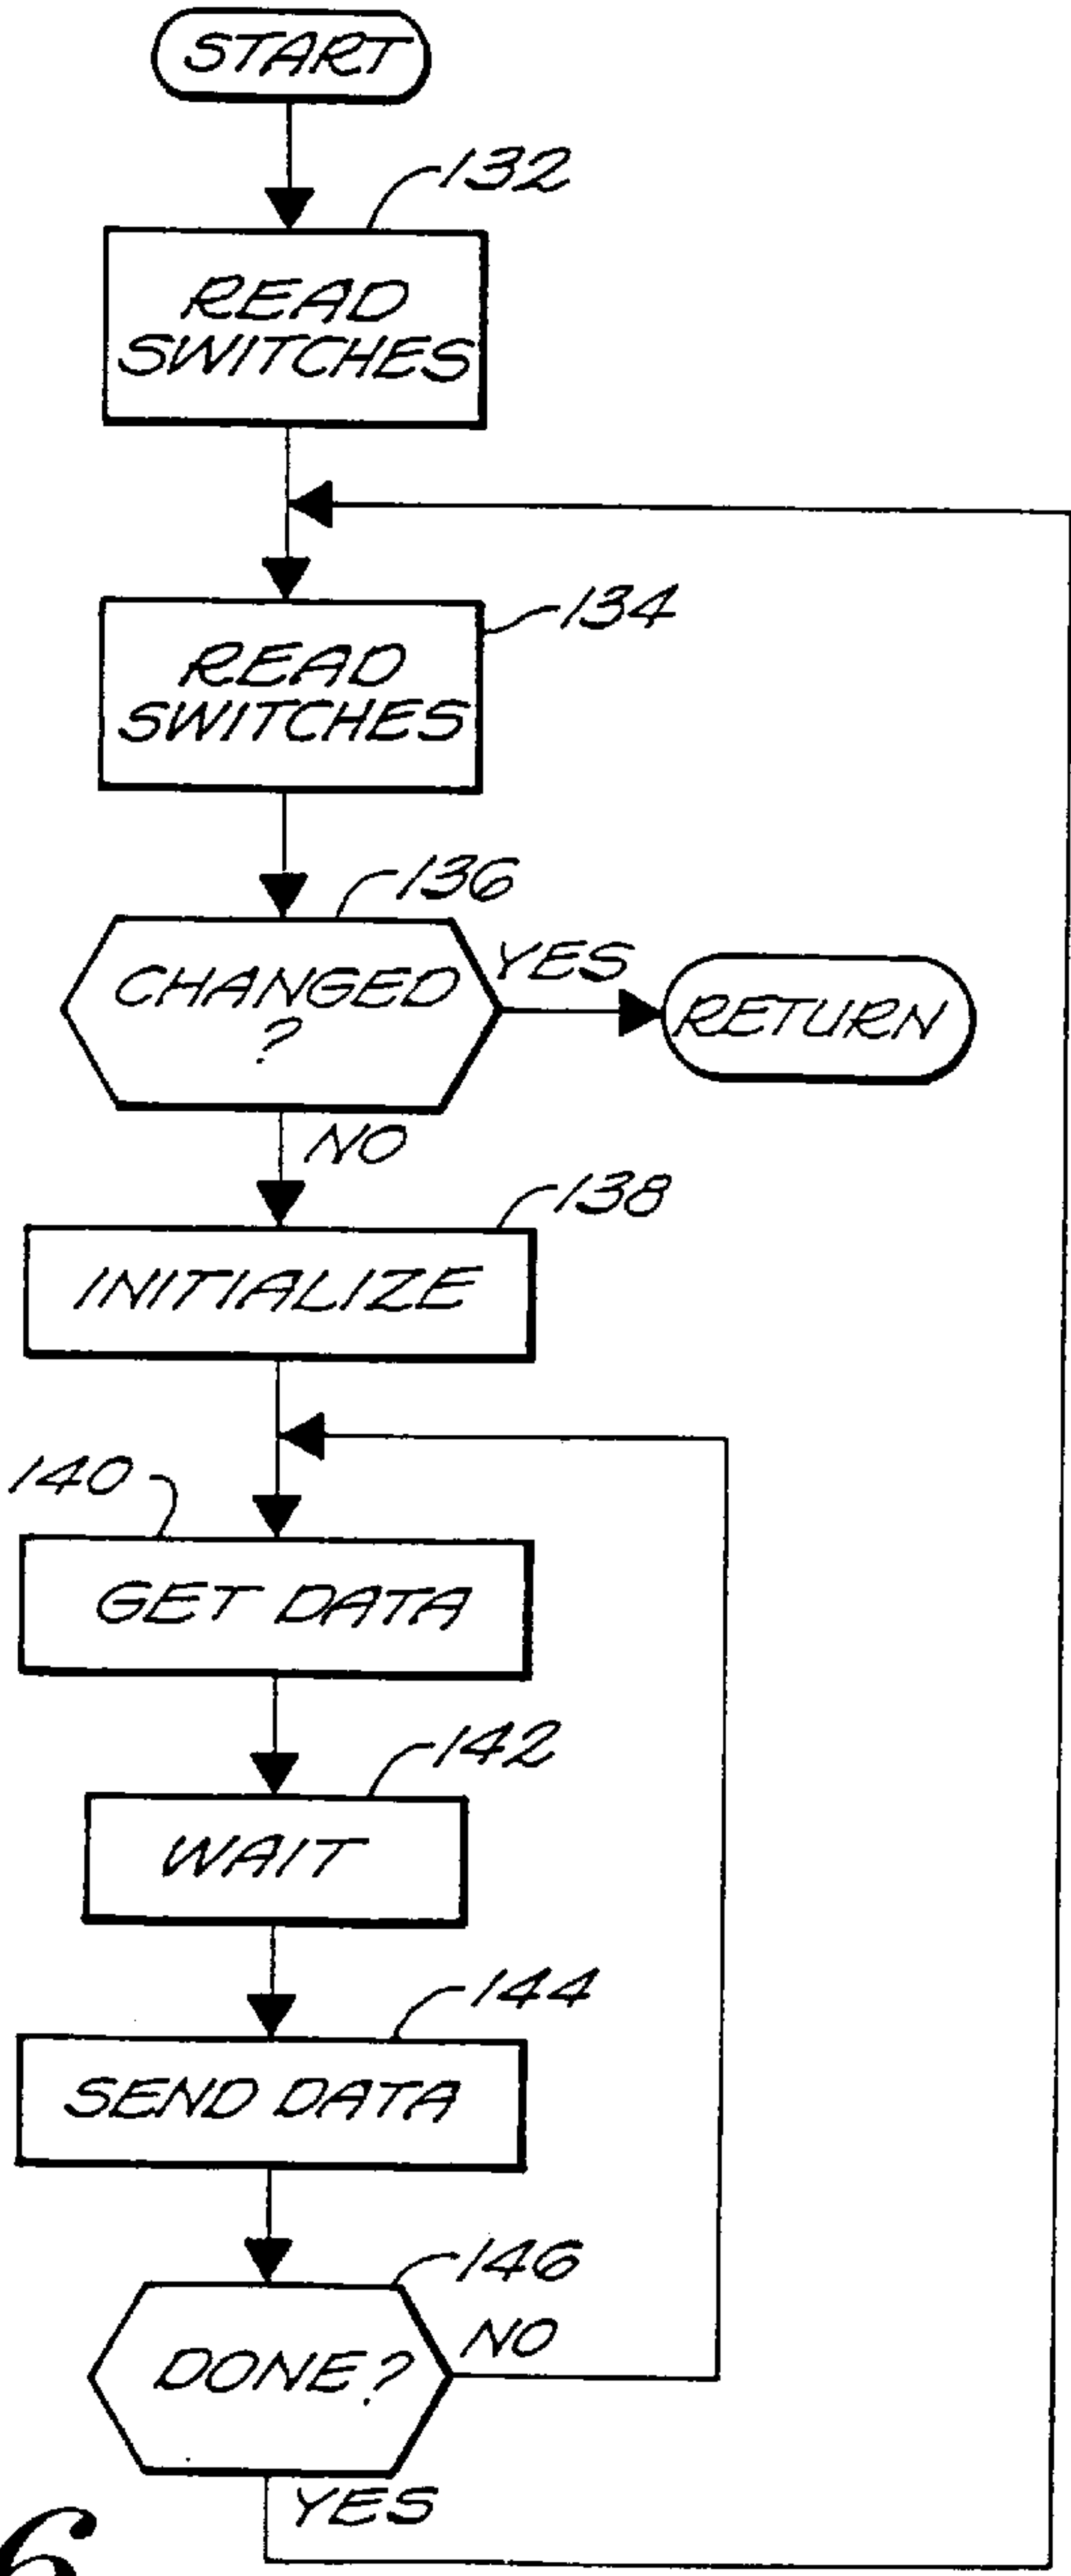 START
132
READ
SWITCHES
134
READ
SWITCHES
136
CHANGED
?
YES
RETURN
NO
138
INITIALIZE
140
GET DATA
142
WAIT
144
SEND DATA
146
DONE?
NO
YES
6